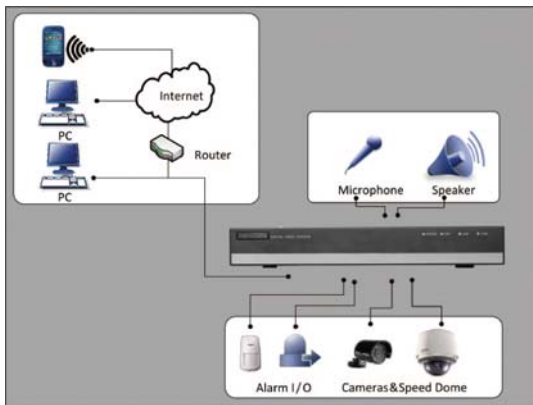 Internet
PC
Router
PC
Microphone Speaker
Alarm I/O Cameras&Speed Dome